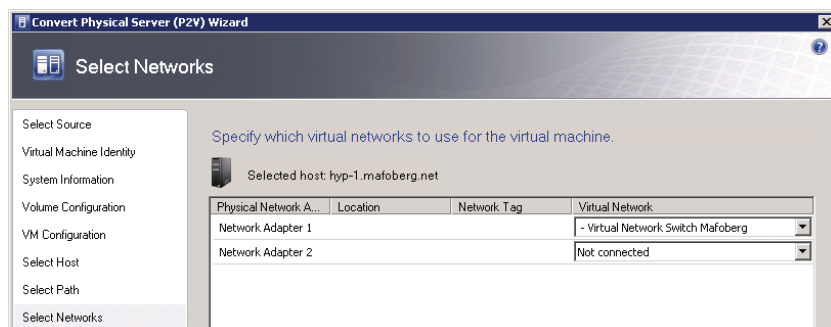 Convert Physical Server (P2V) Wizard
Select Networks
Select Source
Virtual Machine Identity
System Information
Volume Configuration
VM Configuration
Select Host
Select Path
Select Networks
Specify which virtual networks to use for the virtual machine.
Selected host: hyp-1.mafoberg.net
Physical Network A... Location Network Tag Virtual Network
Network Adapter 1 - Virtual Network Switch Mafoberg
Network Adapter 2 Not connected